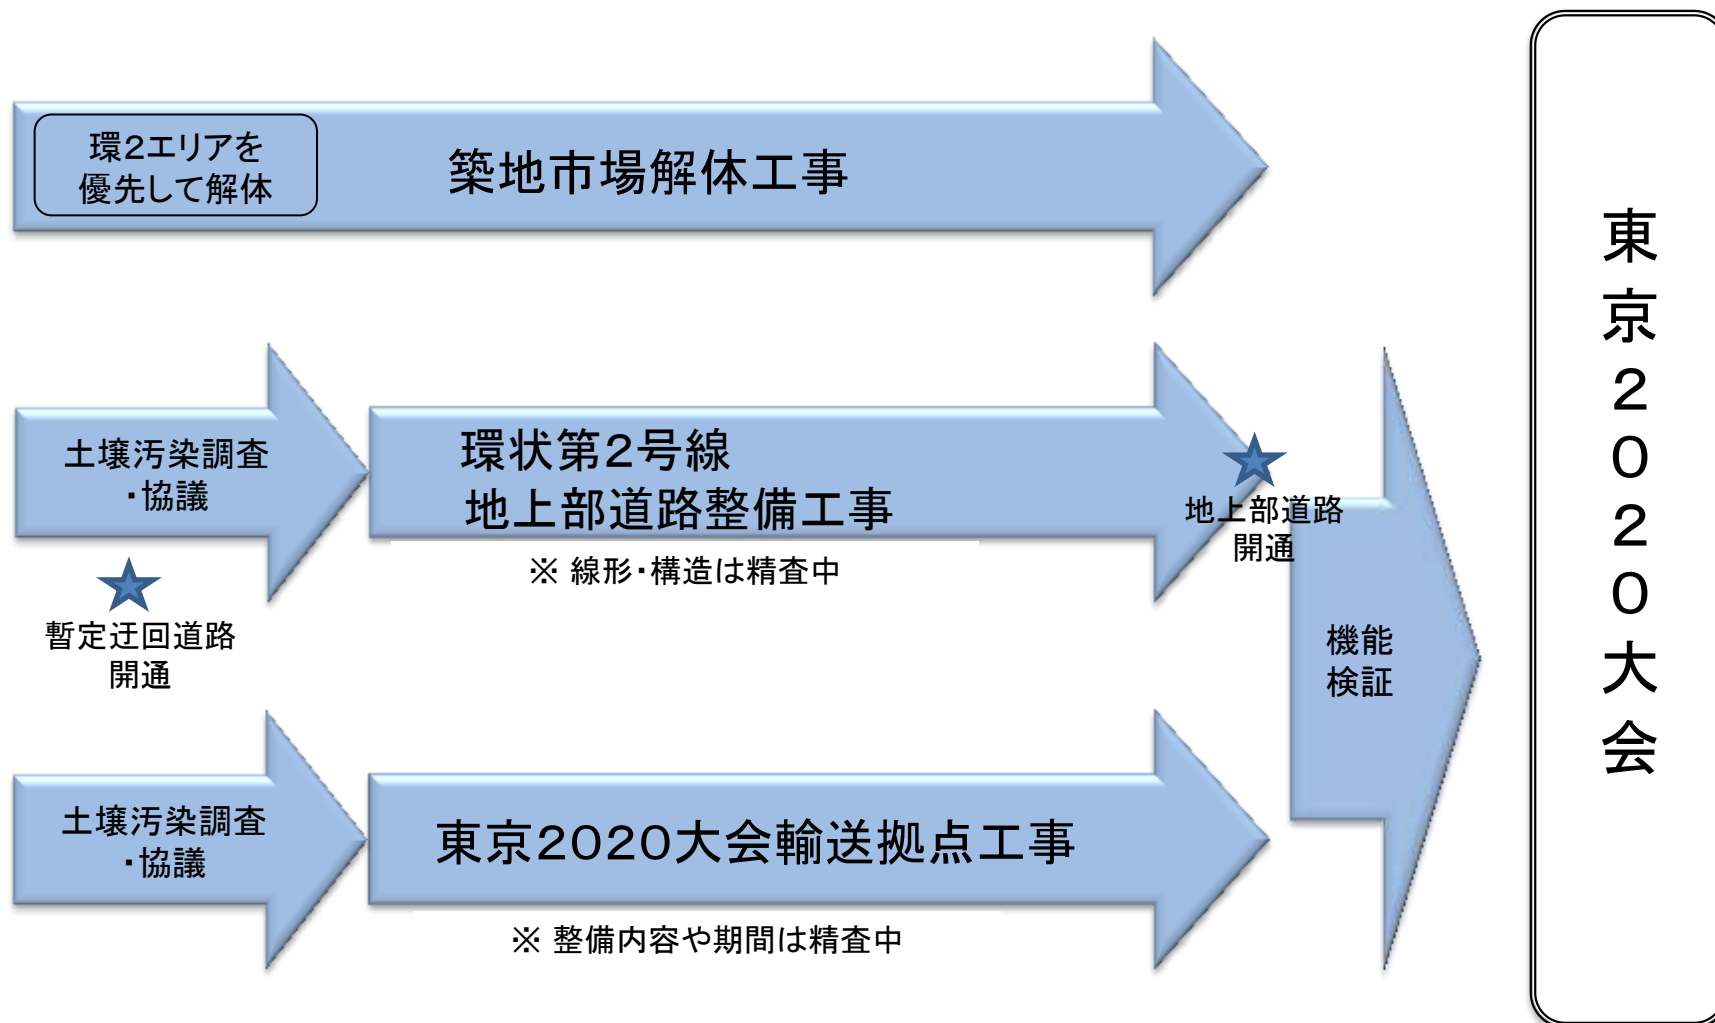 環２エリアを
優先して解体
築地市場解体工事
土壌汚染調査
・協議
環状第２号線
地上部道路整備工事
※ 線形・構造は精査中
地上部道路
開通
暫定迂回道路
開通
機能
検証
土壌汚染調査
・協議
東京２０２０大会輸送拠点工事
※ 整備内容や期間は精査中
東京２０２０大会